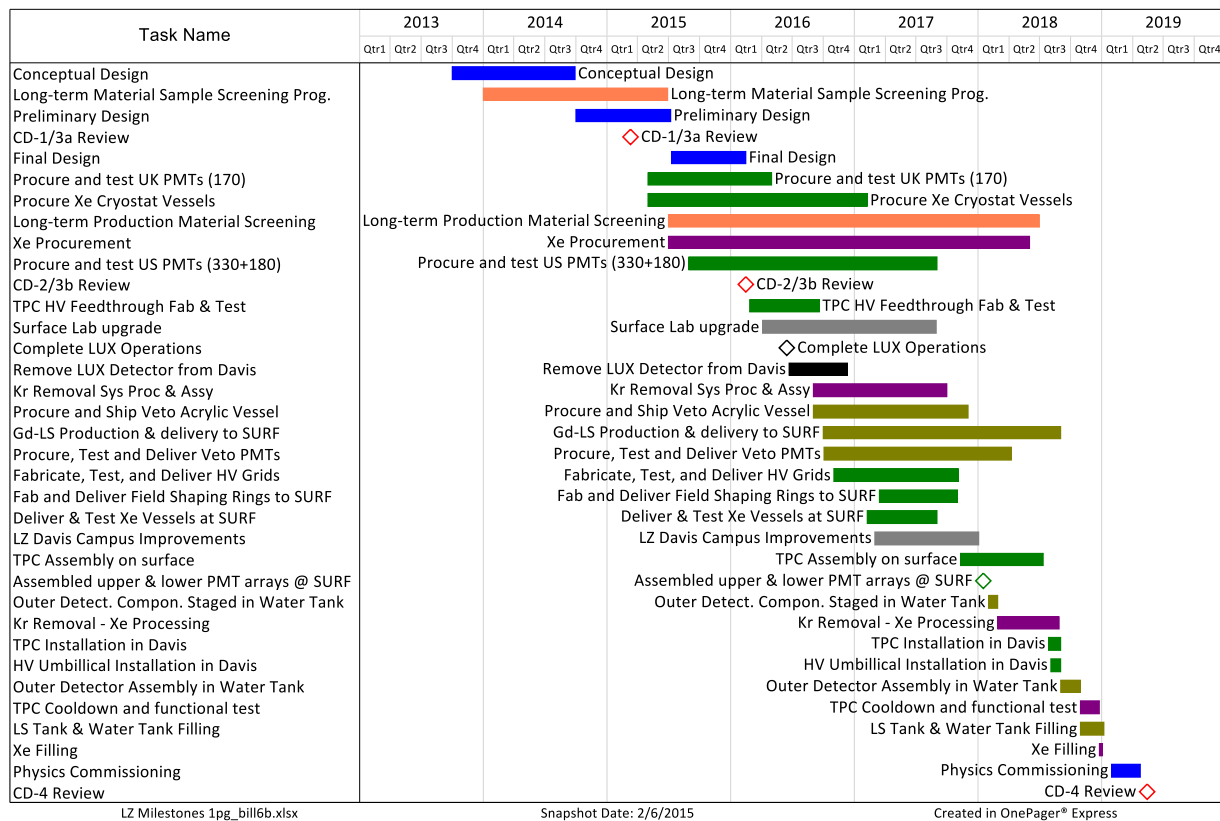 Task Name
2013 2014 2015 2016 2017 2018 2019
Qtr1 Qtr2 Qtr3 Qtr4 Qtr1 Qtr2 Qtr3 Qtr4 Qtr1 Qtr2 Qtr3 Qtr4 Qtr1 Qtr2 Qtr3 Qtr4 Qtr1 Qtr2 Qtr3 Qtr4 Qtr1 Qtr2 Qtr3 Qtr4 Qtr1 Qtr2 Qtr3 Qtr4
Conceptual Design Conceptual Design
Long-term Material Sample Screening Prog. Long-term Material Sample Screening Prog.
Preliminary Design Preliminary Design
CD-1/3a Review CD-1/3a Review
Final Design Final Design
Procure and test UK PMTs (170) Procure and test UK PMTs (170)
Procure Xe Cryostat Vessels Procure Xe Cryostat Vessels
Long-term Production Material Screening Long-term Production Material Screening
Xe Procurement Xe Procurement
Procure and test US PMTs (330+180) Procure and test US PMTs (330+180)
CD-2/3b Review CD-2/3b Review
TPC HV Feedthrough Fab & Test TPC HV Feedthrough Fab & Test
Surface Lab upgrade Surface Lab upgrade
Complete LUX Operations Complete LUX Operations
Remove LUX Detector from Davis Remove LUX Detector from Davis
Kr Removal Sys Proc & Assy Kr Removal Sys Proc & Assy
Procure and Ship Veto Acrylic Vessel Procure and Ship Veto Acrylic Vessel
Gd-LS Production & delivery to SURF Gd-LS Production & delivery to SURF
Procure, Test and Deliver Veto PMTs Procure, Test and Deliver Veto PMTs
Fabricate, Test, and Deliver HV Grids Fabricate, Test, and Deliver HV Grids
Fab and Deliver Field Shaping Rings to SURF Fab and Deliver Field Shaping Rings to SURF
Deliver & Test Xe Vessels at SURF Deliver & Test Xe Vessels at SURF
LZ Davis Campus Improvements LZ Davis Campus Improvements
TPC Assembly on surface TPC Assembly on surface
Assembled upper & lower PMT arrays @ SURF Assembled upper & lower PMT arrays @ SURF
Outer Detect. Compon. Staged in Water Tank Outer Detect. Compon. Staged in Water Tank
Kr Removal - Xe Processing Kr Removal - Xe Processing
TPC Installation in Davis TPC Installation in Davis
HV Umbillical Installation in Davis HV Umbillical Installation in Davis
Outer Detector Assembly in Water Tank Outer Detector Assembly in Water Tank
TPC Cooldown and functional test TPC Cooldown and functional test
LS Tank & Water Tank Filling LS Tank & Water Tank Filling
Xe Filling Xe Filling
Physics Commissioning Physics Commissioning
CD-4 Review CD-4 Review
LZ Milestones 1pg_bill6b.xlsx Snapshot Date: 2/6/2015 Created in OnePager® Express